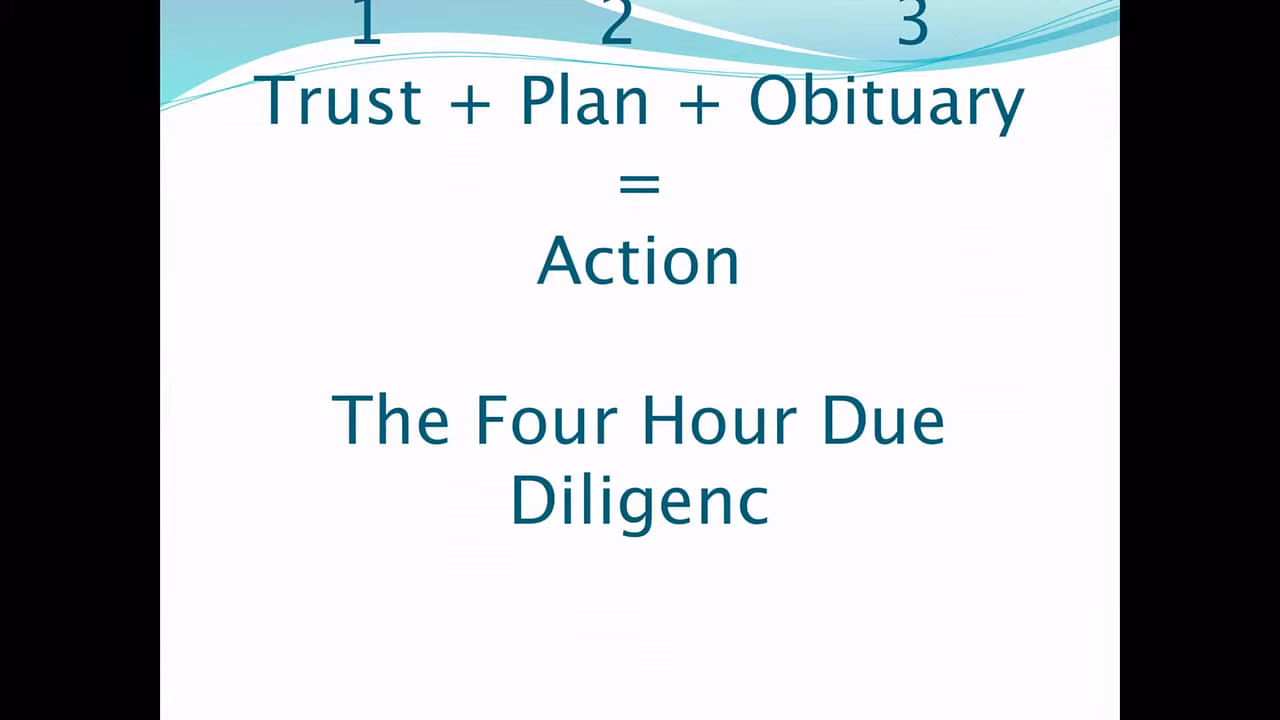 1 2 3
Trust + Plan + Obituary
=
Action
The Four Hour Due
Diligenc